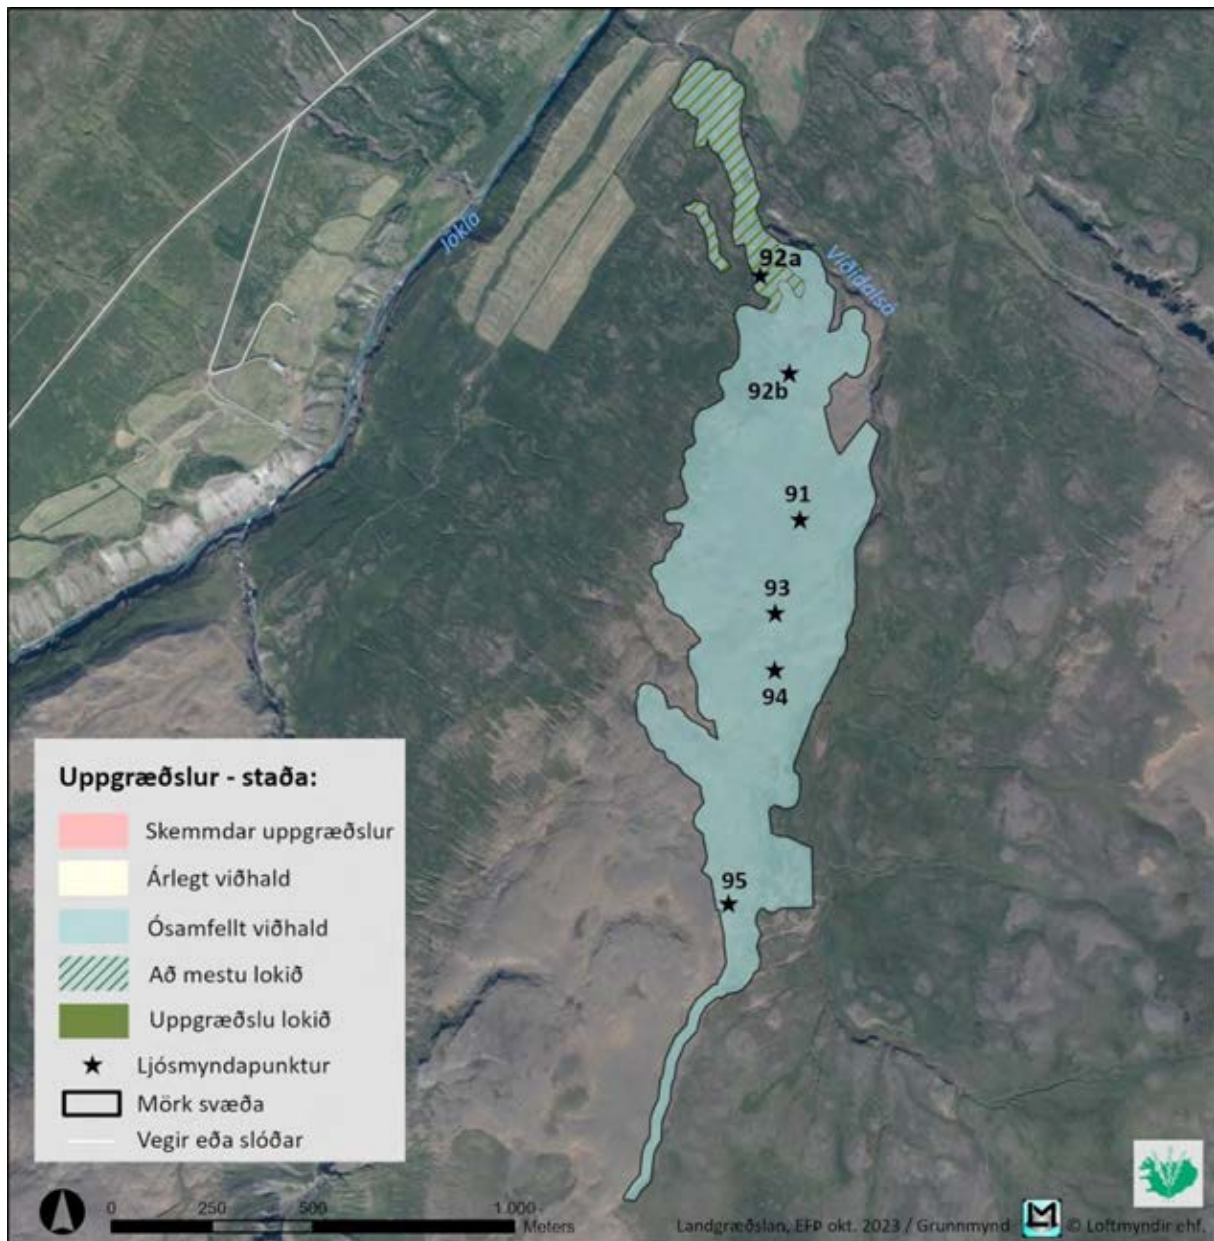 Jökla
92a
Víðidalsá
92b
91
93
94
95
Uppgræðslur - staða:
Skemmdar uppgræðslur
Árlegt viðhald
Ósamfellt viðhald
Að mestu lokið
Uppgræðslu lokið
Ljósmyndapunktur
Mörk svæða
Vegir eða slóðar
0 250 500 1.000
Meters
Landgræðslan, EFÞ okt. 2023 / Grunnmynd © Loftmyndir ehf.